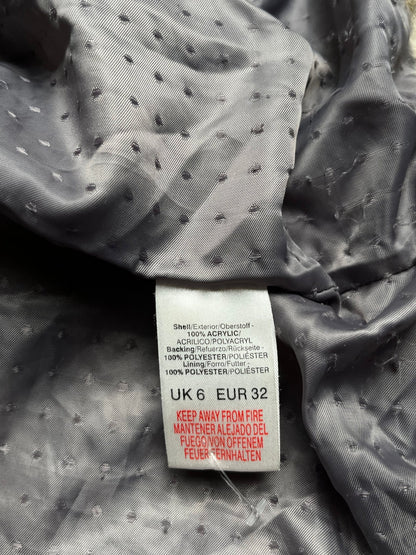 Shell/Exterior/Oberstoff -
100% ACRYLIC/
ACRILICO/POLYACRYL
Backing/Refuerzo/Rückseite -
100% POLYESTER/POLIÉSTER
Lining/Forro/Futter -
100% POLYESTER/POLIÉSTER
UK 6 EUR 32
KEEP AWAY FROM FIRE
MANTENER ALEJADO DEL
FUEGO VON OFFENEM
FEUER FERNHALTEN